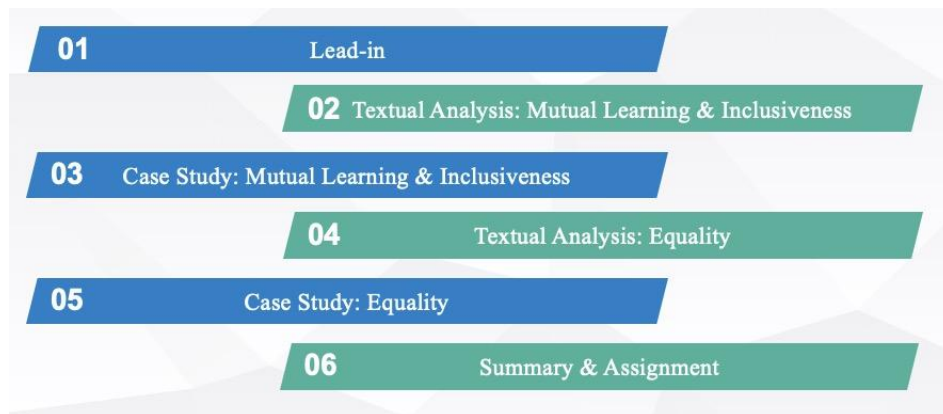 01 Lead-in
02 Textual Analysis: Mutual Learning & Inclusiveness
03 Case Study: Mutual Learning & Inclusiveness
04 Textual Analysis: Equality
05 Case Study: Equality
06 Summary & Assignment